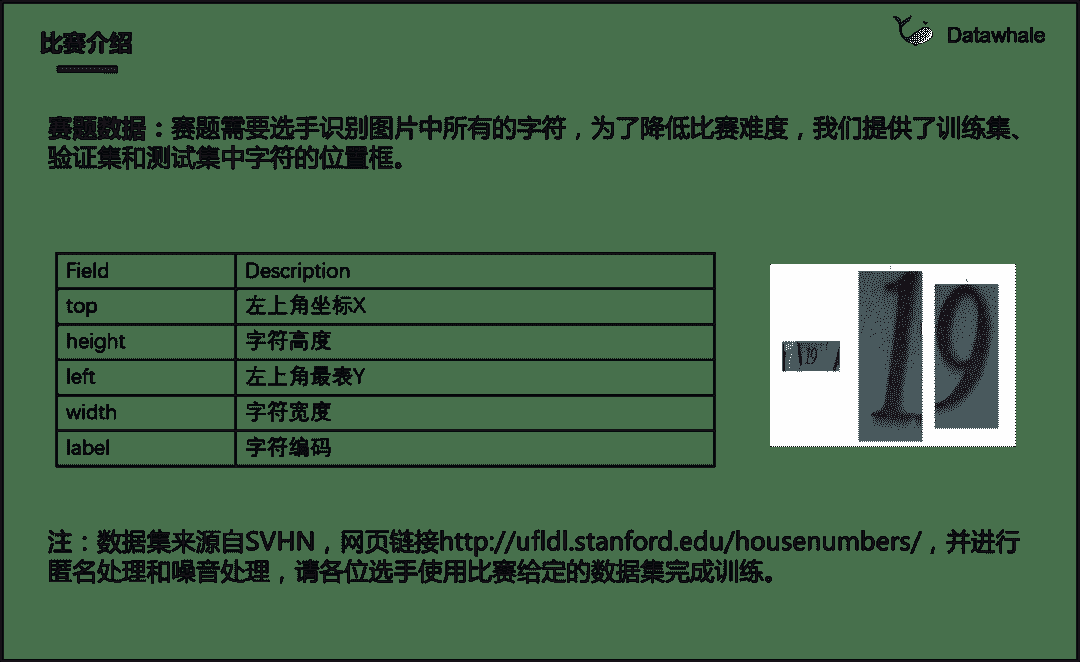 比赛介绍
Datawhale
赛题数据：赛题需要选手识别图片中所有的字符，为了降低比赛难度，我们提供了训练集、
验证集和测试集中字符的位置框。
Field Description
top 左上角坐标X
height 字符高度
left 左上角最表Y
width 字符宽度
label 字符编码
19 19
注：数据集来源自SVHN，网页链接http://ufldl.stanford.edu/housenumbers/，并进行
匿名处理和噪音处理，请各位选手使用比赛给定的数据集完成训练。